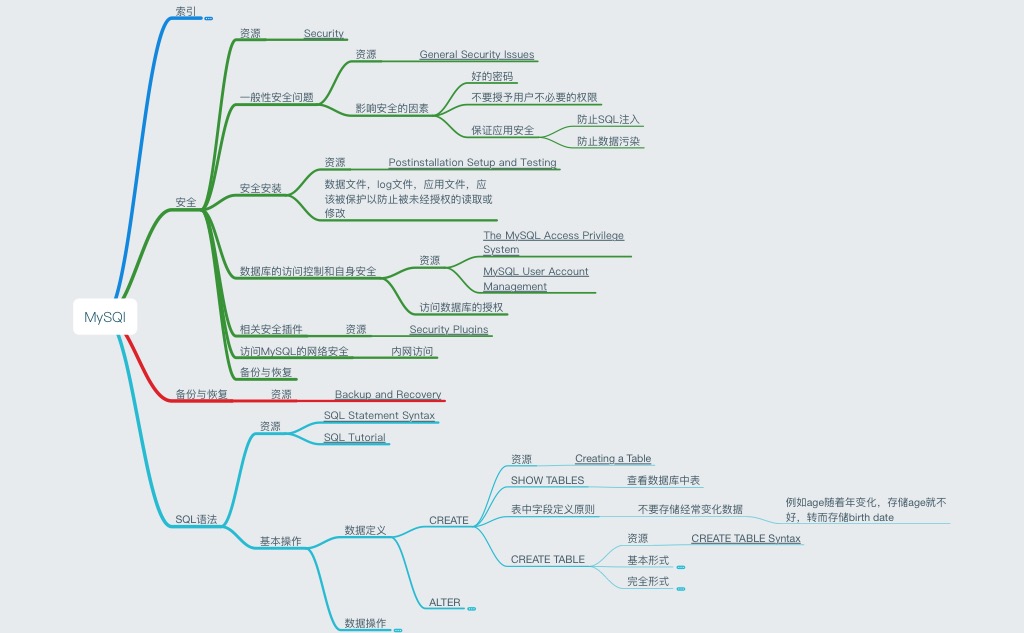 索引
资源
Security
资源
General Security Issues
好的密码
一般性安全问题
不要授予用户不必要的权限
影响安全的因素
防止SQL注入
保证应用安全
防止数据污染
资源
Postinstallation Setup and Testing
安全安装
数据文件，log文件，应用文件，应
该被保护以防止被未经授权的读取或
修改
安全
The MySQL Access Privilege
System
资源
数据库的访问控制和自身安全
MySQL User Account
Management
访问数据库的授权
MySQl
相关安全插件
资源
Security Plugins
访问MySQL的网络安全
内网访问
备份与恢复
备份与恢复
资源
Backup and Recovery
SQL Statement Syntax
资源
SQL Tutorial
资源
Creating a Table
SHOW TABLES
查看数据库中表
例如age随着年变化，存储age就不
好，转而存储birth date
表中字段定义原则
不要存储经常变化数据
SQL语法
CREATE
数据定义
基本操作
资源
CREATE TABLE Syntax
CREATE TABLE
基本形式
完全形式
ALTER
数据操作